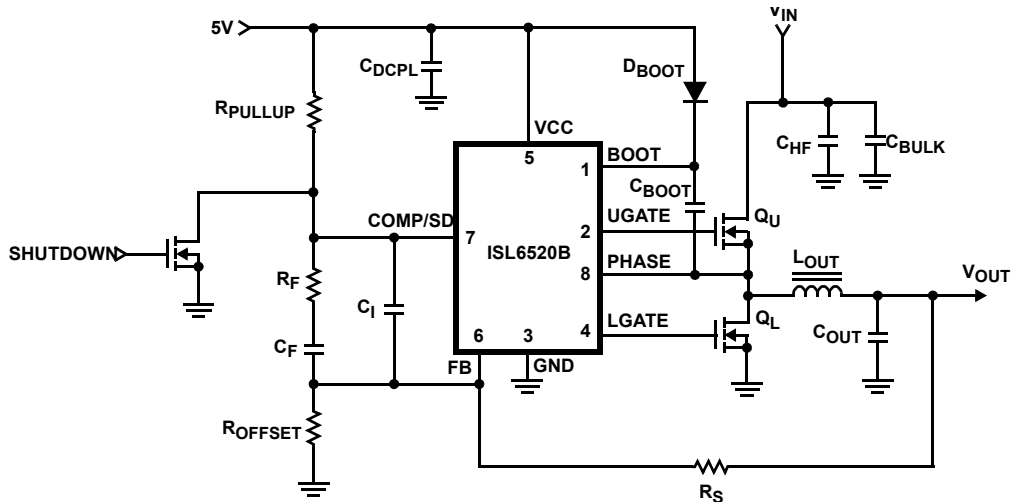 VIN
5V
CDCPL
DBOOT
RPULLUP
VCC
5
CHF
CBULK
BOOT
1
CBOOT
COMP/SD
7
ISL6520B
UGATE
2
QU
SHUTDOWN
PHASE
8
LOUT
VOUT
RF
CI
LGATE
4
QL
COUT
6
3
CF
FB
GND
ROFFSET
RS